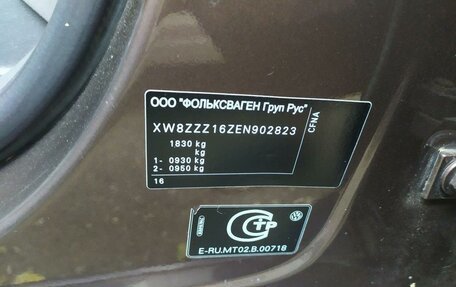 ООО "ФОЛЬКСВАГЕН Груп Рус"
XW8ZZZ16ZEN902823
1830 kg
kg
1- 0930 kg
2- 0950 kg
16
CFNA
E-RU.MT02.B.00718